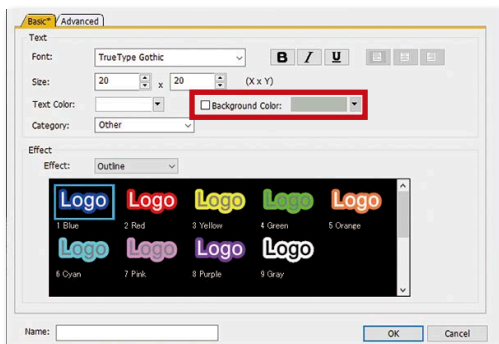 Basic* Advanced
Text
Font: TrueType Gothic B I U
Size: 20 x 20 (X x Y)
Text Color: Background Color:
Category: Other
Effect
Effect: Outline
Logo Logo Logo Logo Logo
1 Blue 2 Red 3 Yellow 4 Green 5 Orange
Logo Logo Logo Logo
6 Cyan 7 Pink 8 Purple 9 Gray
Name: OK Cancel